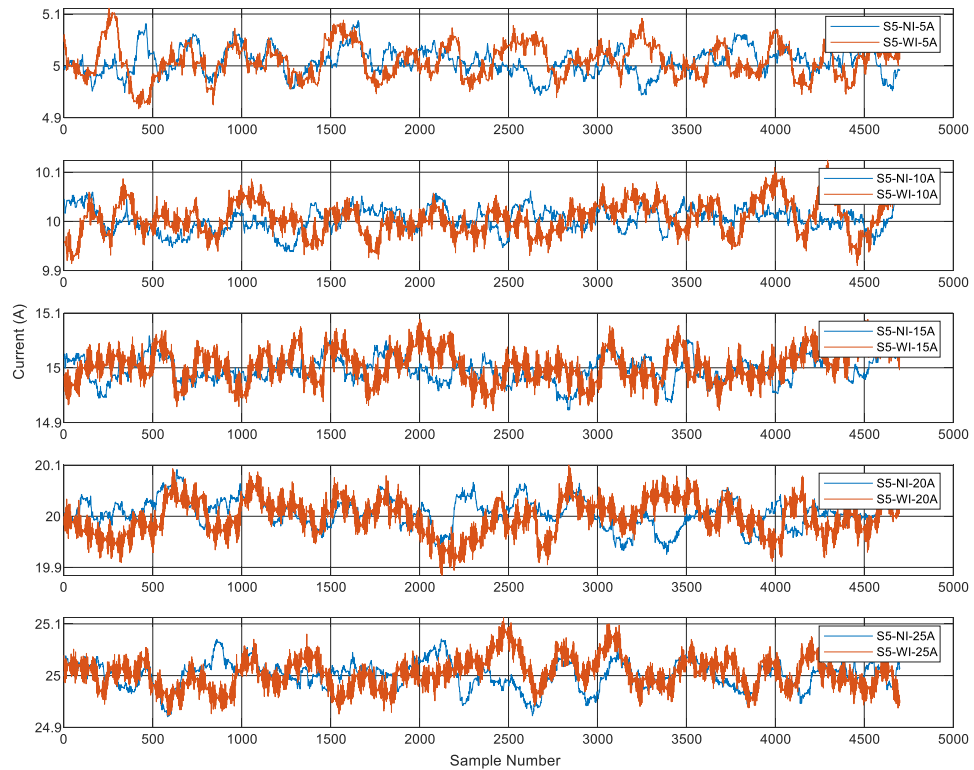 5.1
5
4.9
0 500 1000 1500 2000 2500 3000 3500 4000 4500 5000
S5-NI-5A
S5-WI-5A
10.1
10
9.9
0 500 1000 1500 2000 2500 3000 3500 4000 4500 5000
S5-NI-10A
S5-WI-10A
Current (A)
15.1
15
14.9
0 500 1000 1500 2000 2500 3000 3500 4000 4500 5000
S5-NI-15A
S5-WI-15A
20.1
20
19.9
0 500 1000 1500 2000 2500 3000 3500 4000 4500 5000
S5-NI-20A
S5-WI-20A
25.1
25
24.9
0 500 1000 1500 2000 2500 3000 3500 4000 4500 5000
S5-NI-25A
S5-WI-25A
Sample Number